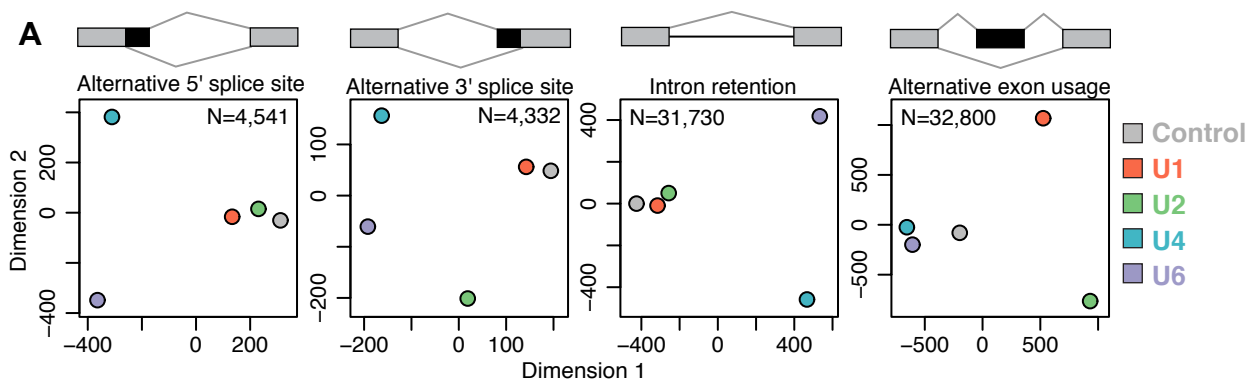 A
Alternative 5' splice site
Alternative 3' splice site
Intron retention
Alternative exon usage
N=4,541
N=4,332
N=31,730
N=32,800
Dimension 2
200
0
−400
−400
0
200
100
0
−200
−200
0
100
400
0
−400
−400
0
400
500
0
−500
−500
0
500
Dimension 1
Control
U1
U2
U4
U6